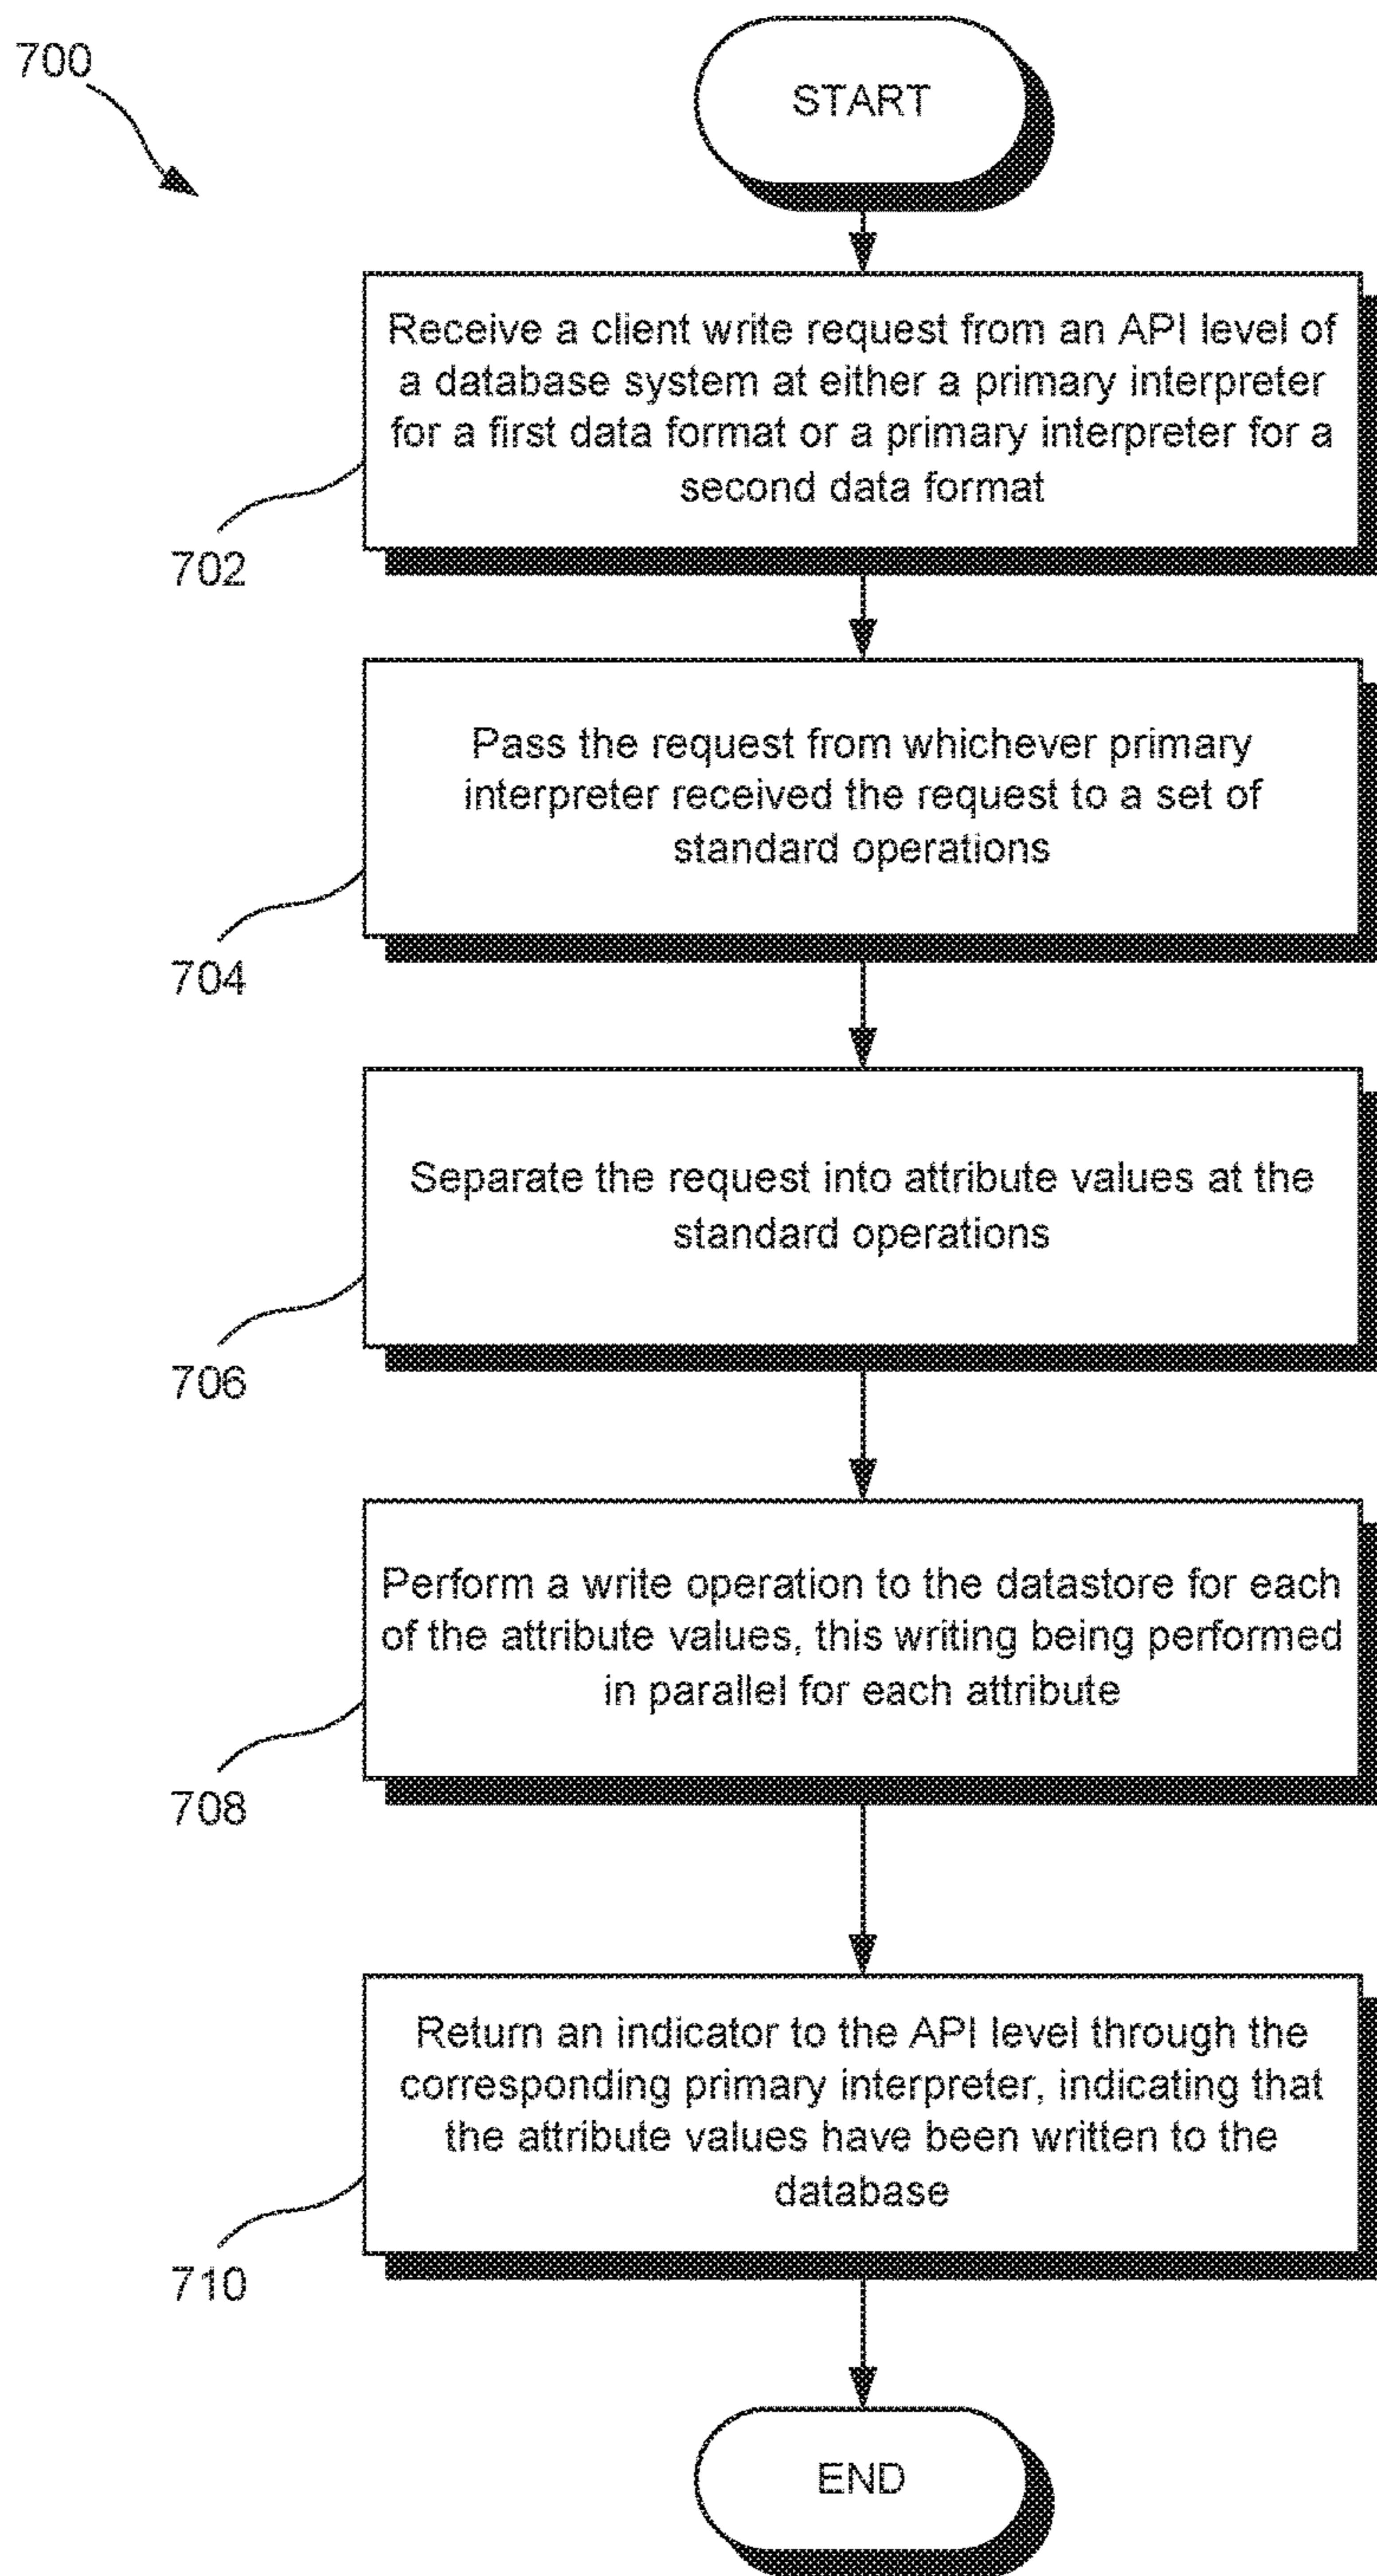 700
START
Receive a client write request from an API level of
a database system at either a primary interpreter
for a first data format or a primary interpreter for a
second data format
702
Pass the request from whichever primary
interpreter received the request to a set of
standard operations
704
Separate the request into attribute values at the
standard operations
706
Perform a write operation to the datastore for each
of the attribute values, this writing being performed
in parallel for each attribute
708
Return an indicator to the API level through the
corresponding primary interpreter, indicating that
the attribute values have been written to the
database
710
END